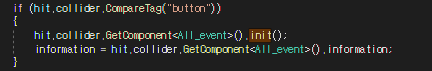 if (hit.collider.CompareTag("button"))
{
hit.collider.GetComponent<All_event>().init();
information = hit.collider.GetComponent<All_event>().information;
}